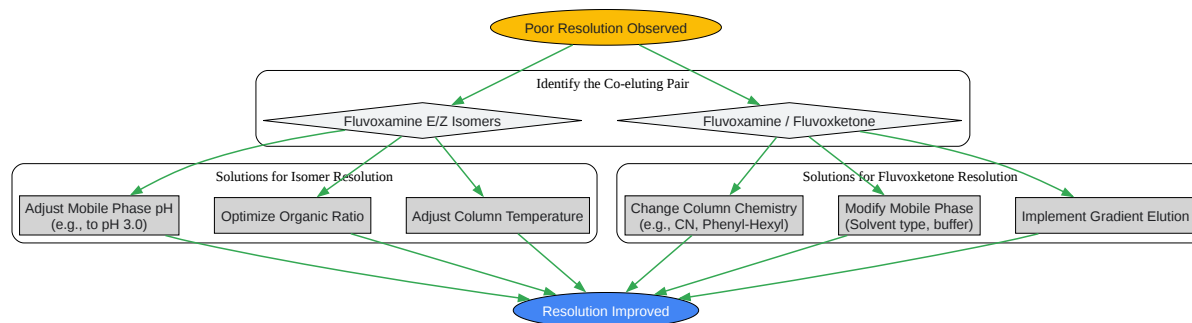 Poor Resolution Observed
Identify the Co-eluting Pair
Fluvoxamine E/Z Isomers
Fluvoxamine / Fluvoxketone
Solutions for Isomer Resolution
Adjust Mobile Phase pH
(e.g., to pH 3.0)
Optimize Organic Ratio
Adjust Column Temperature
Solutions for Fluvoxketone Resolution
Change Column Chemistry
(e.g., CN, Phenyl-Hexyl)
Modify Mobile Phase
(Solvent type, buffer)
Implement Gradient Elution
Resolution Improved